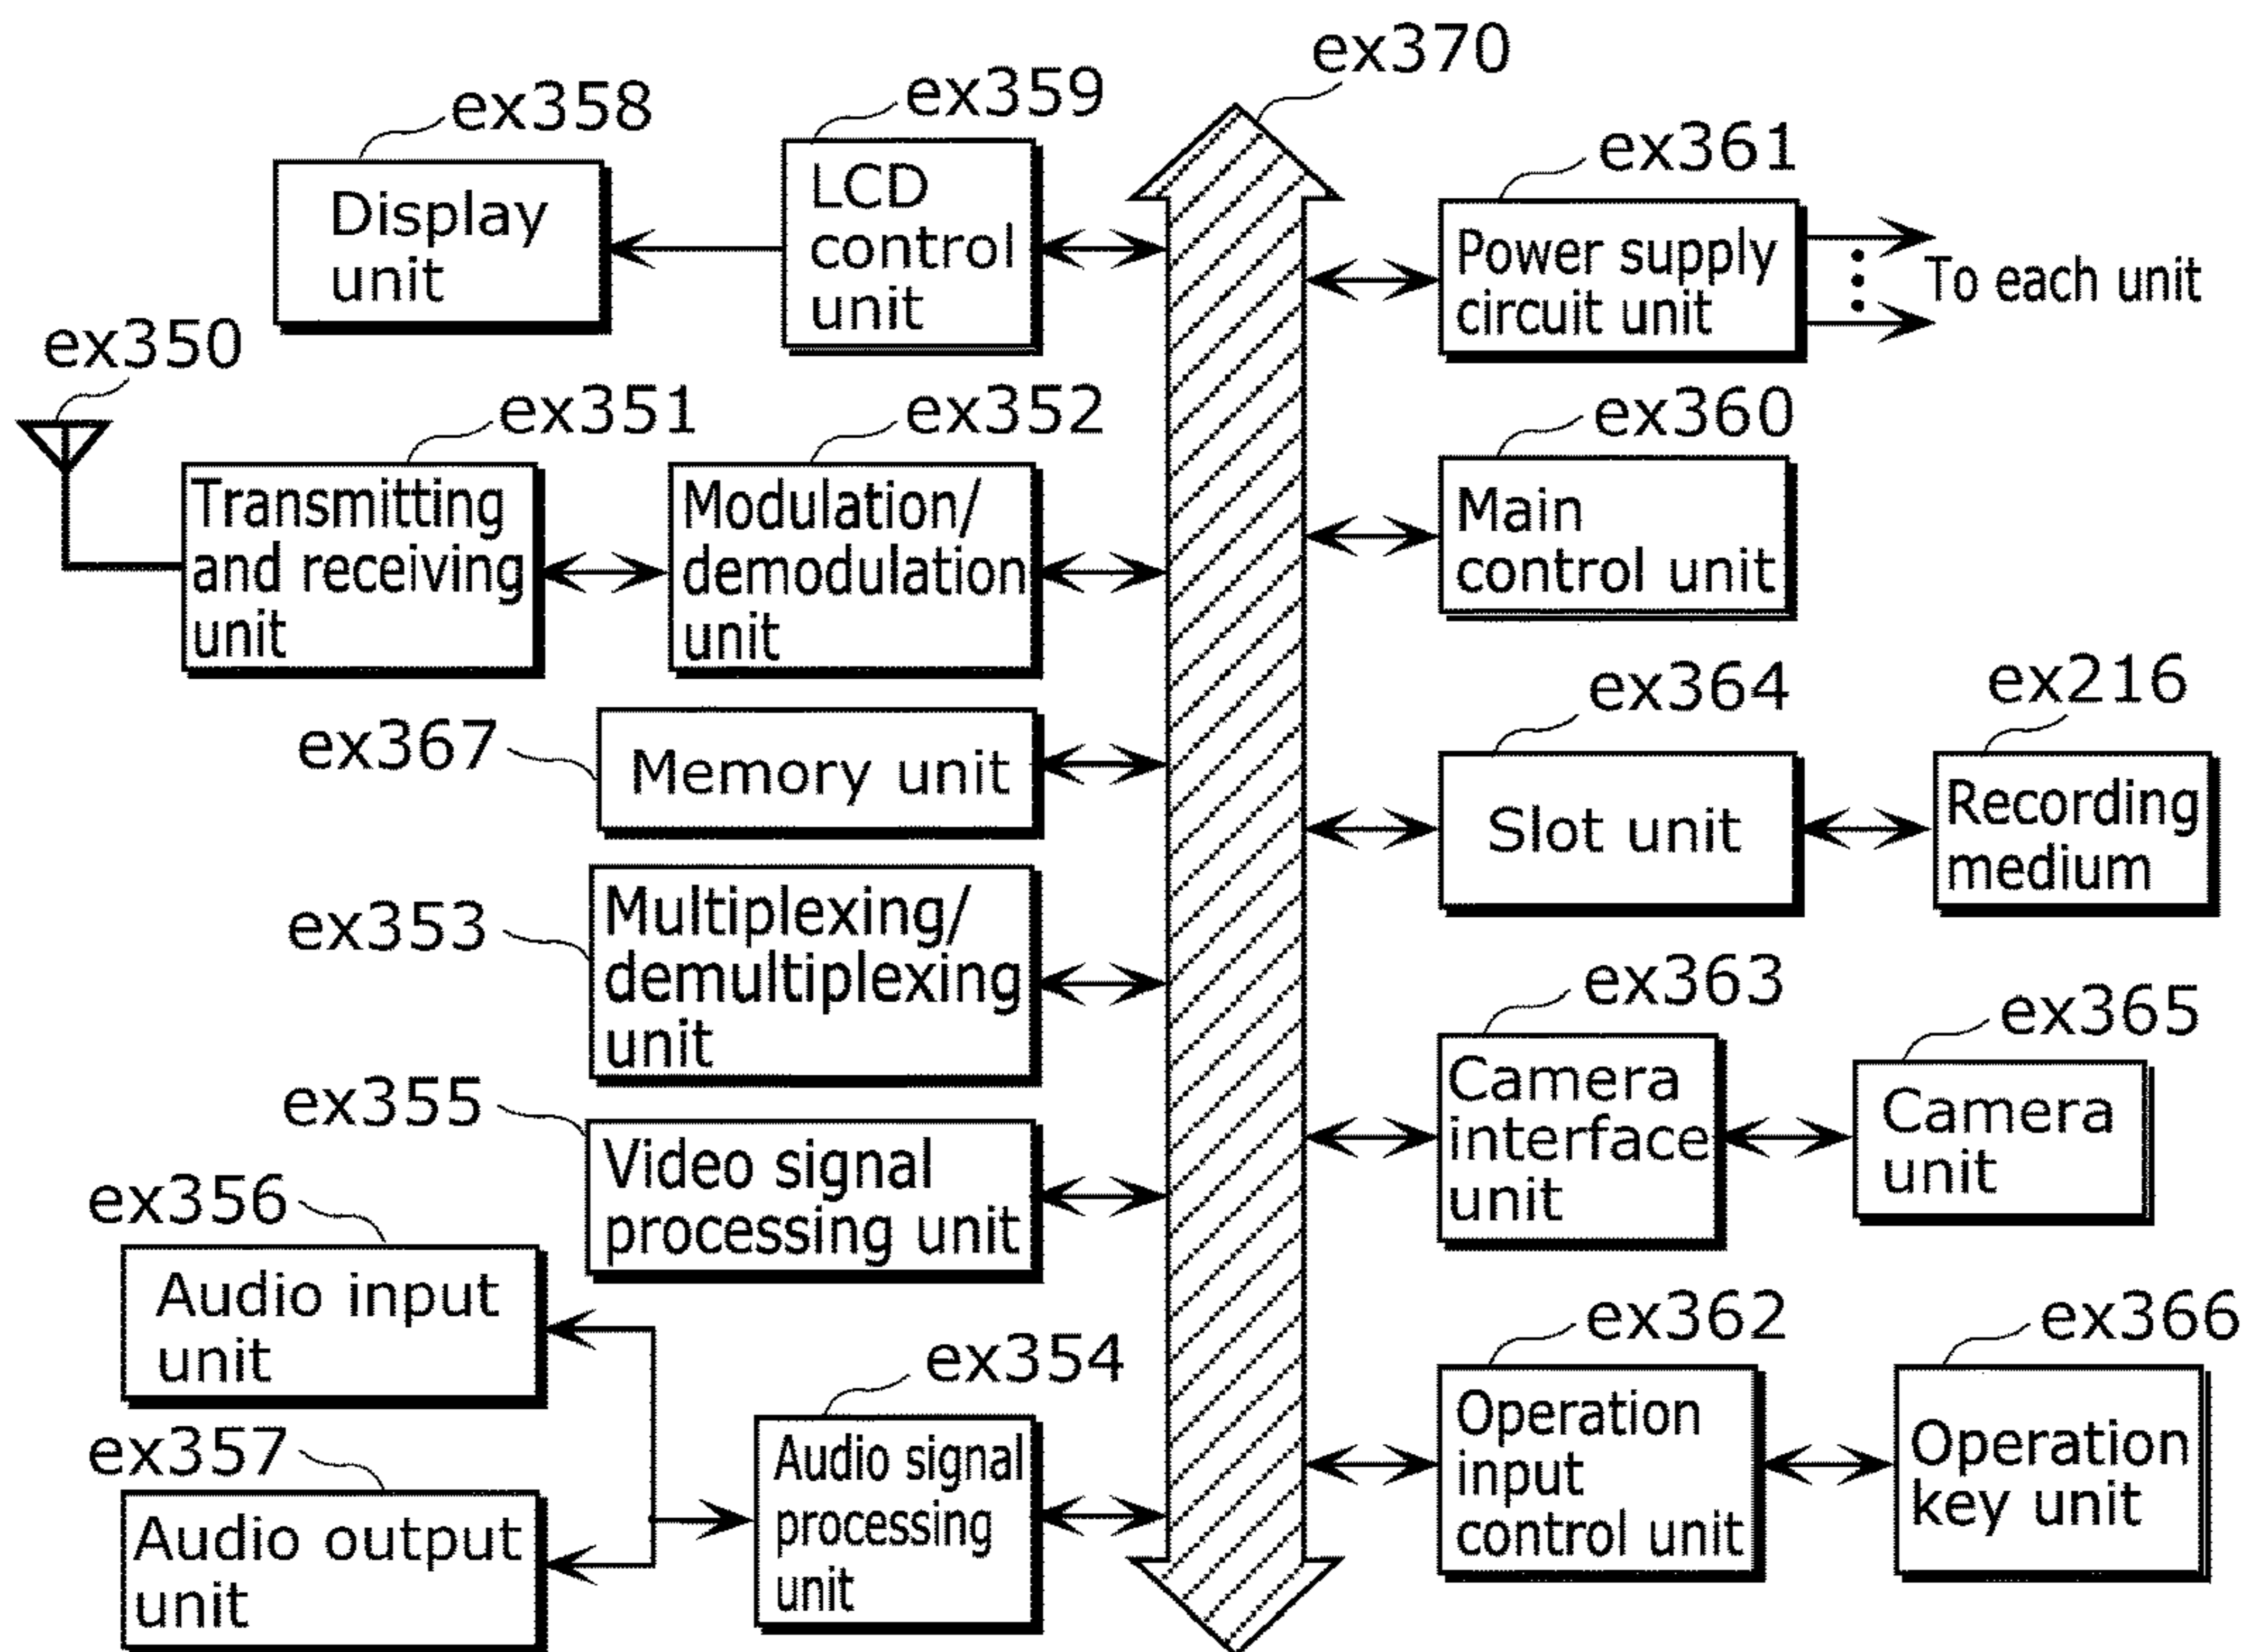 ex370
ex358
ex359
ex361
Display
unit
LCD
control
unit
Power supply
circuit unit
To each unit
ex350
ex351
ex352
ex360
Transmitting
and receiving
unit
Modulation/
demodulation
unit
Main
control unit
ex367
Memory unit
ex364
ex216
Slot unit
Recording
medium
ex353
Multiplexing/
demultiplexing
unit
ex363
ex365
Camera
interface
unit
Camera
unit
ex355
Video signal
processing unit
ex356
Audio input
unit
ex362
ex366
ex354
Operation
input
control unit
Operation
key unit
ex357
Audio output
unit
Audio signal
processing
unit